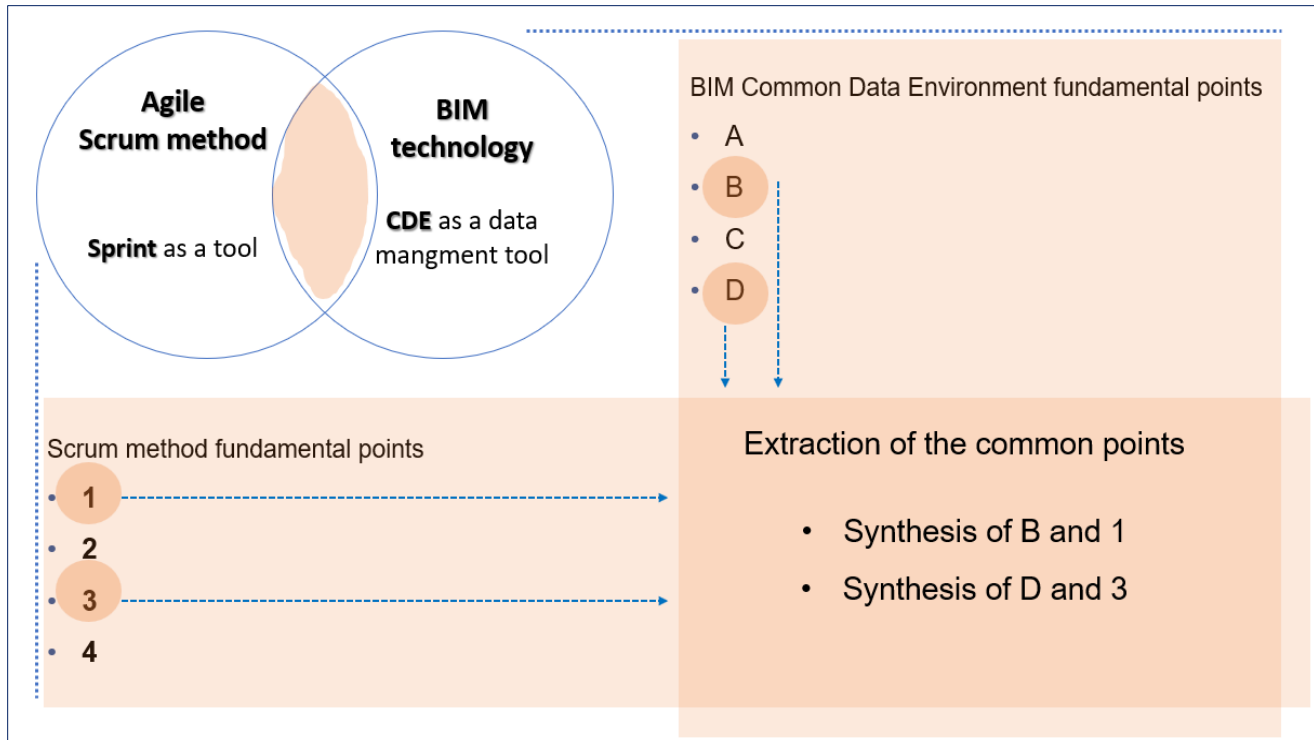 Agile
Scrum method
Sprint as a tool
BIM
technology
CDE as a data
mangment tool
BIM Common Data Environment fundamental points
• A
• B
• C
• D
Scrum method fundamental points
• 1
• 2
• 3
• 4
Extraction of the common points
• Synthesis of B and 1
• Synthesis of D and 3